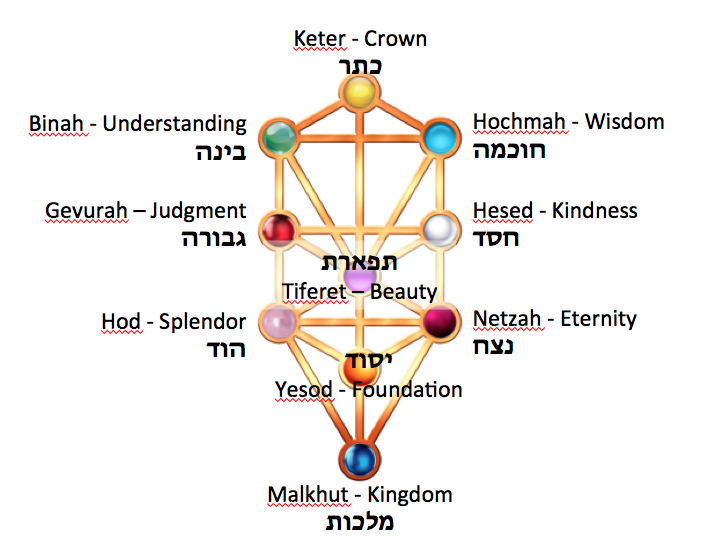 Keter - Crown
כתר
Binah - Understanding
בינה
Hochmah - Wisdom
חוכמה
Gevurah – Judgment
גבורה
Hesed - Kindness
חסד
תפארת
Tiferet – Beauty
Hod - Splendor
הוד
Netzah - Eternity
נצח
יסוד
Yesod - Foundation
Malkhut - Kingdom
מלכות